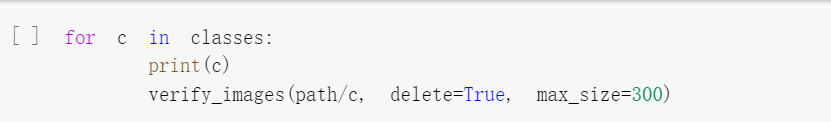 [ ] for c in classes:
print(c)
verify_images(path/c, delete=True, max_size=300)